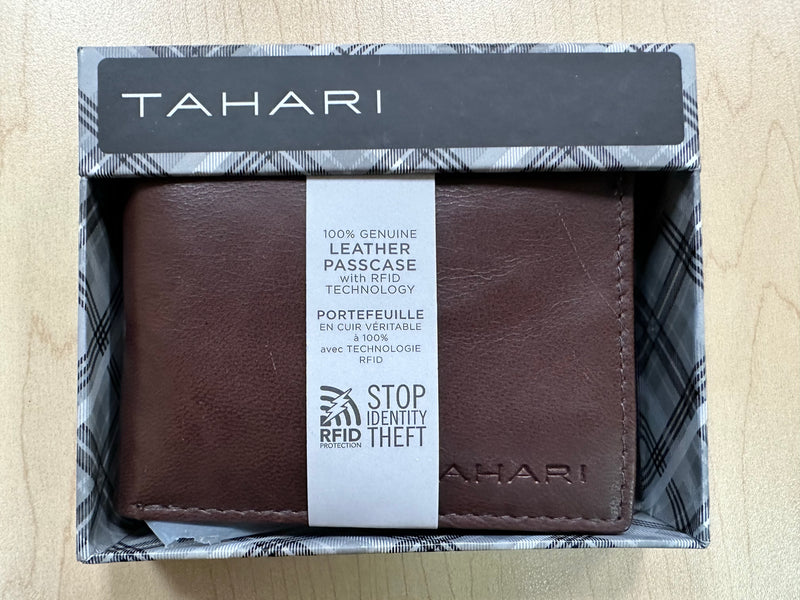 TAHARI
100% GENUINE
LEATHER
PASSCASE
with RFID
TECHNOLOGY
PORTEFEUILLE
EN CUIR VÉRITABLE
à 100%
avec TECHNOLOGIE
RFID
RFID
PROTECTION
STOP
IDENTITY
THEFT
AHARI